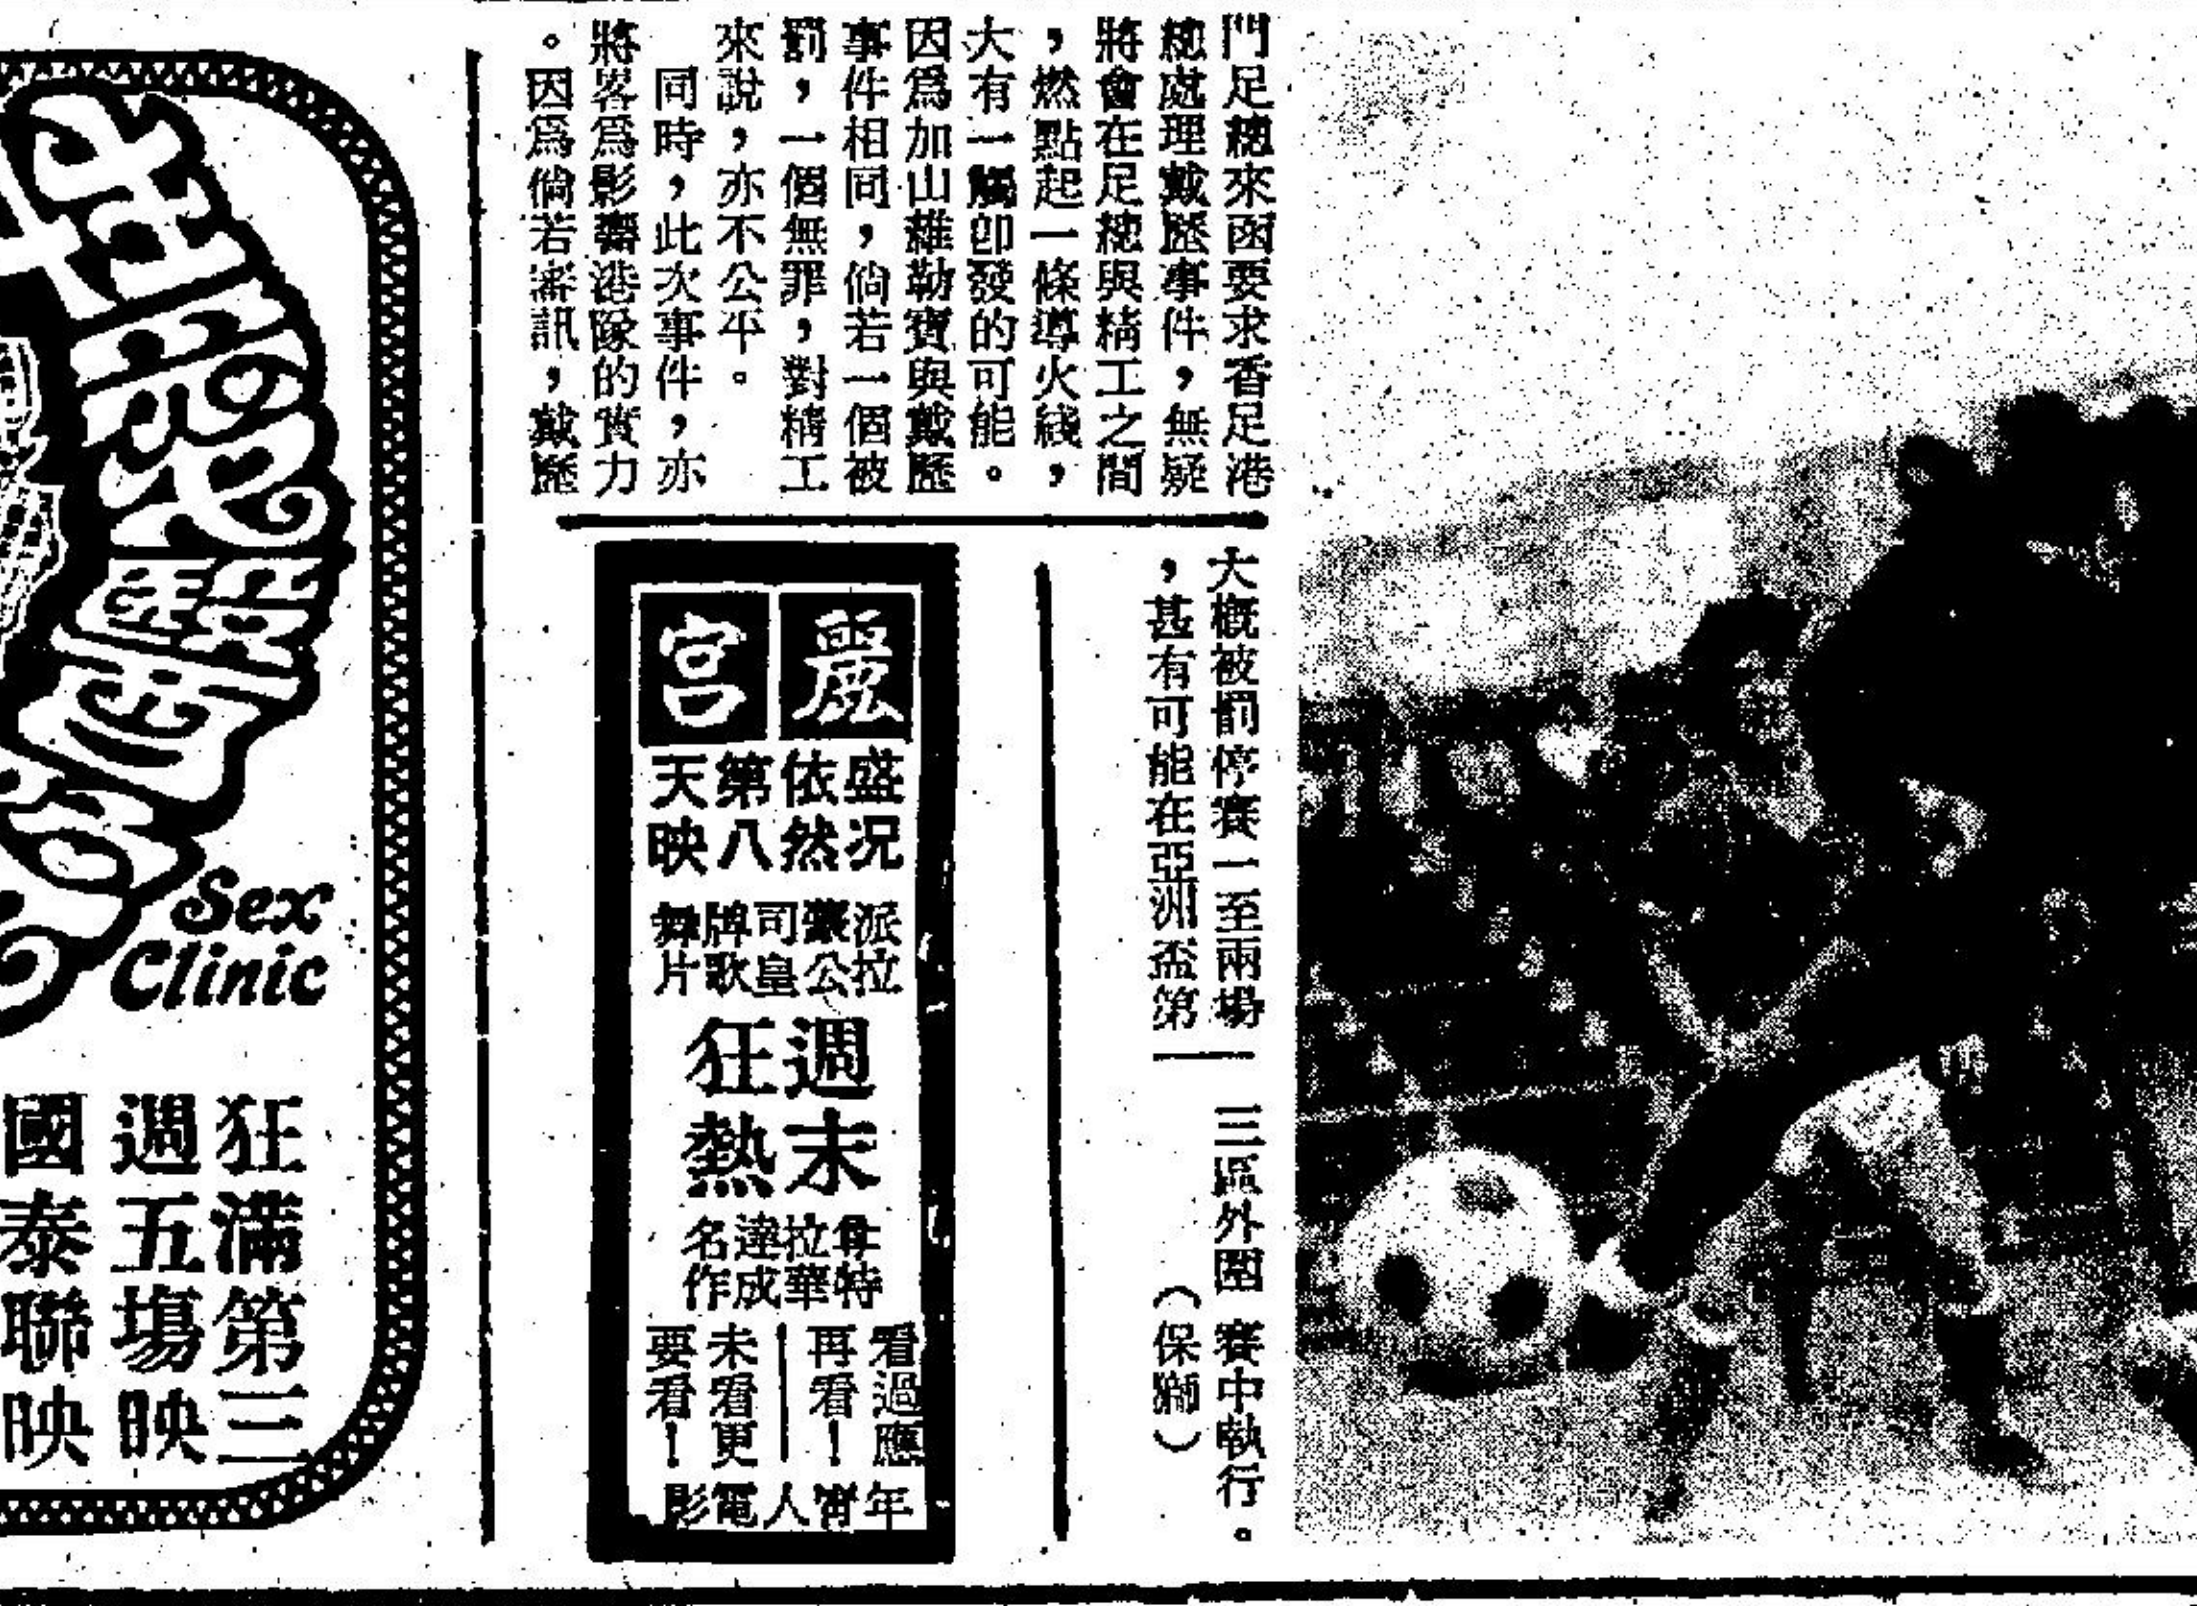 門足總來函要求香足港
總處理戴歷事件，無疑
將會在足總與精工之間
，燃點起一條導火綫，
大有一觸即發的可能。
因為加山雒勒寶與戴歷
事件相同，倘若一個被
罰，一個無罪，對精工
來說，亦不公平。
同時，此次事件，亦
將畧為影響港隊的實力
。因為倘若審訊，戴歷
大概被罰停賽一至兩場
，甚有可能在亞洲盃第
三區外圍賽中執行。
（保獅）
麗宮
盛況
依然
第八
天映
派拉
公
司皇
牌歌
舞片
週末
狂熱
特
拉華
達成
名作
看過應
再看！
未看更
要看！
年青人電影
性愛醫
Sex
Clinic
狂滿第三
週五場映
國泰聯映